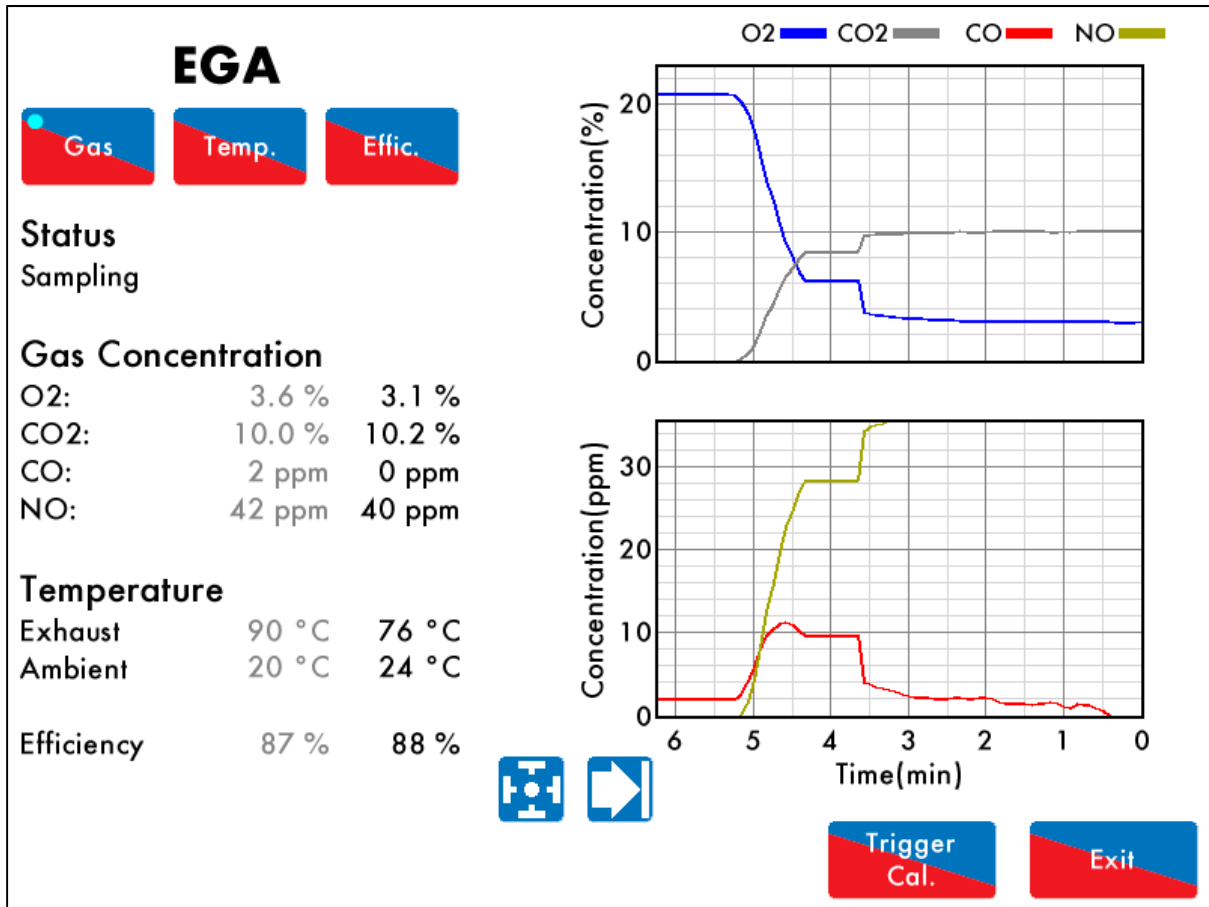 EGA
Gas Temp. Effic.
Status
Sampling
Gas Concentration
O2: 3.6 % 3.1 %
CO2: 10.0 % 10.2 %
CO: 2 ppm 0 ppm
NO: 42 ppm 40 ppm
Temperature
Exhaust 90 °C 76 °C
Ambient 20 °C 24 °C
Efficiency 87 % 88 %
O2 CO2 CO NO
Concentration(%)
20
10
0
Concentration(ppm)
30
20
10
0
6 5 4 3 2 1 0
Time(min)
Trigger
Cal.
Exit